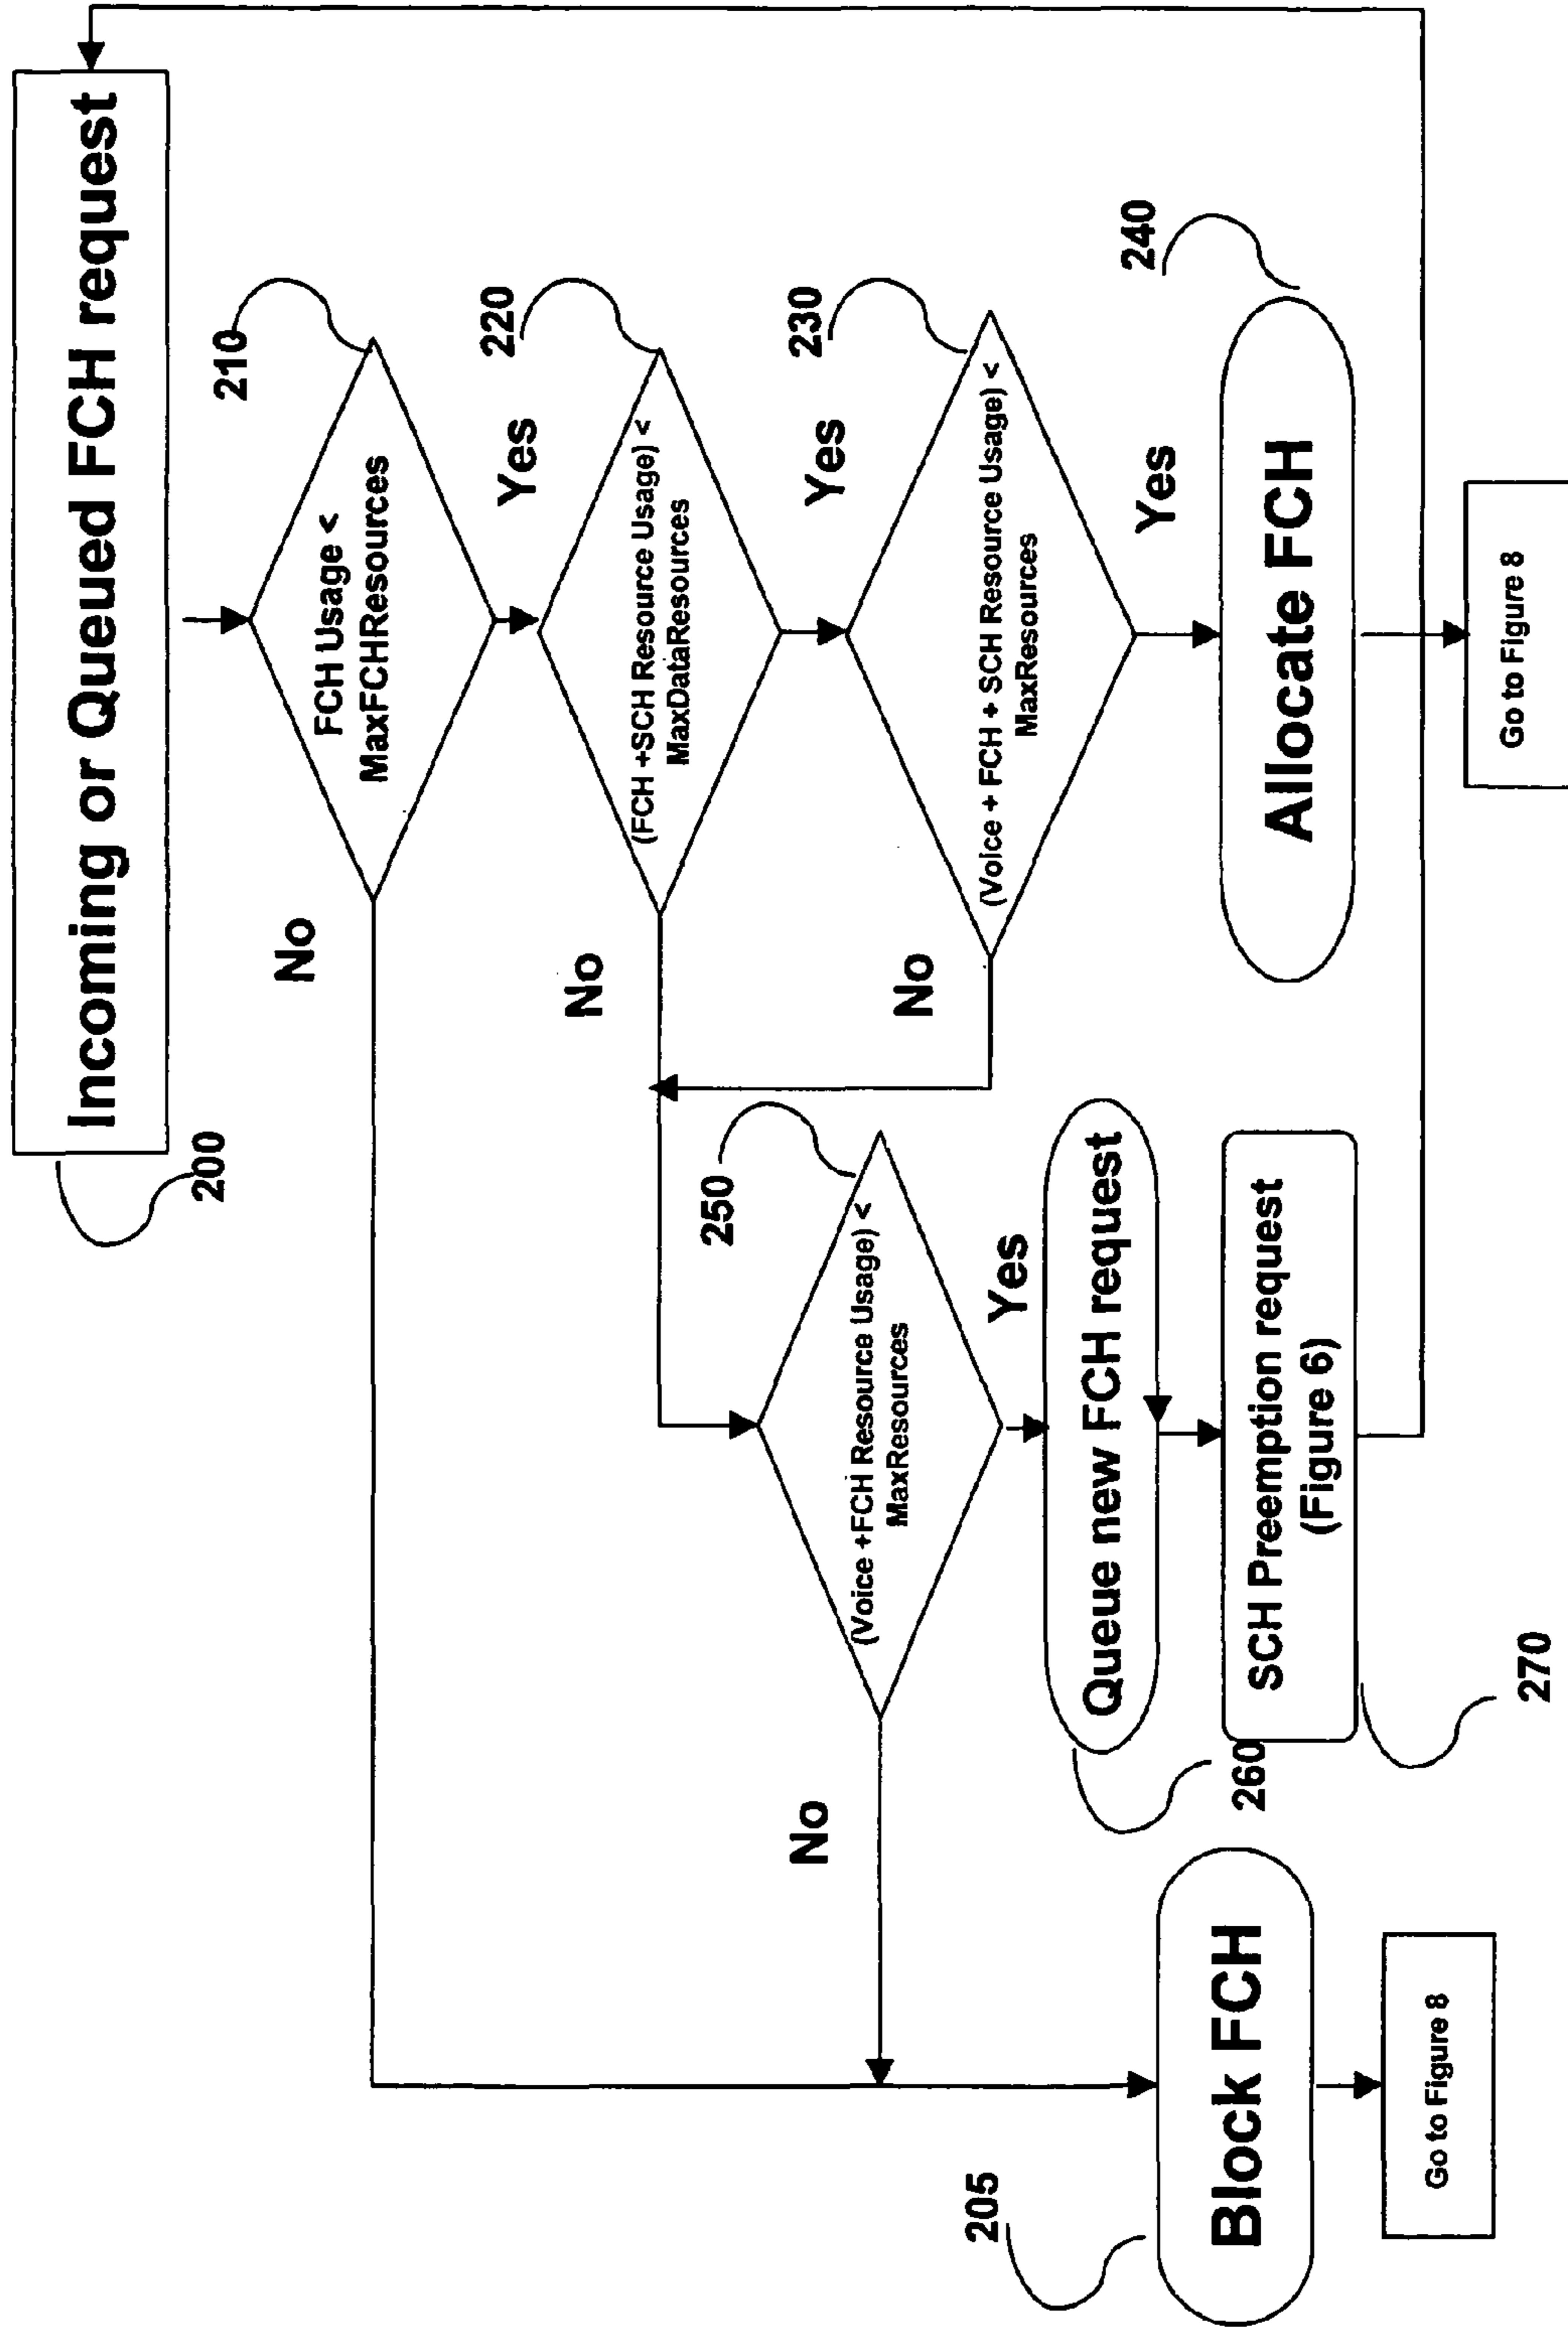 Incoming or Queued FCH request
200
210
FCH Usage <
MaxFCHResources
No
Yes
220
(FCH +SCH Resource Usage) <
MaxDataResources
No
Yes
230
(Voice + FCH + SCH Resource Usage) <
MaxResources
No
Yes
240
Allocate FCH
Go to Figure 8
250
(Voice +FCH Resource Usage) <
MaxResources
No
Yes
Queue new FCH request
260
SCH Preemption request
(Figure 6)
270
205
Block FCH
Go to Figure 8